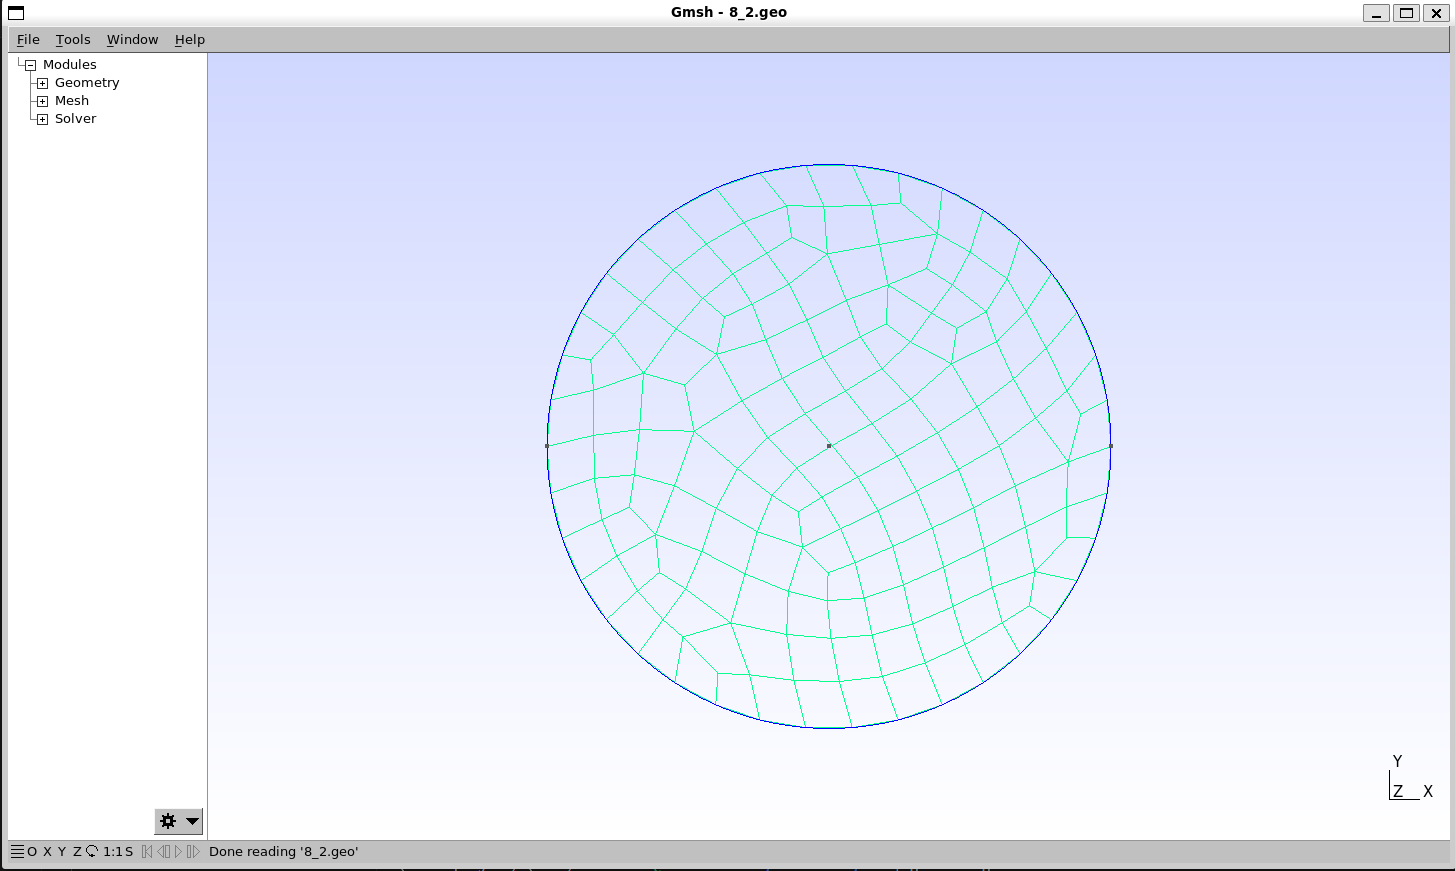 Gmsh - 8_2.geo
File Tools Window Help
Modules
Geometry
Mesh
Solver
Y
Z X
O X Y Z 1:1 S Done reading '8_2.geo'